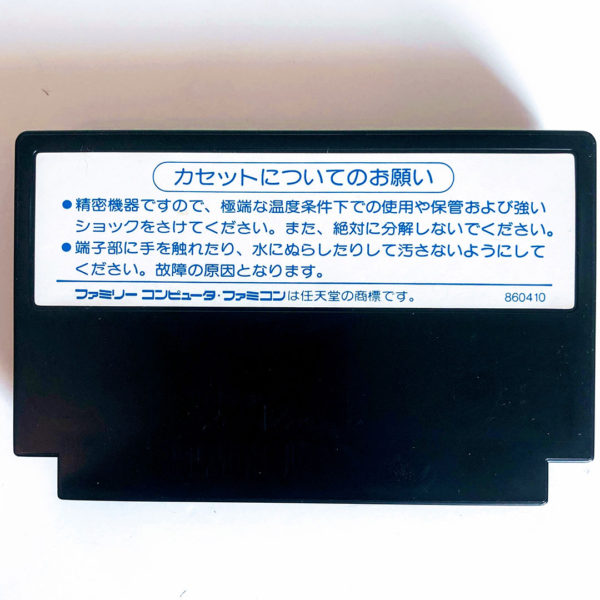 カセットについてのお願い
●精密機器ですので、極端な温度条件下での使用や保管および強い
ショックをさけてください。また、絶対に分解しないでください。
●端子部に手を触れたり、水にぬらしたりして汚さないようにして
ください。故障の原因となります。
ファミリー コンピュータ・ファミコンは任天堂の商標です。 860410